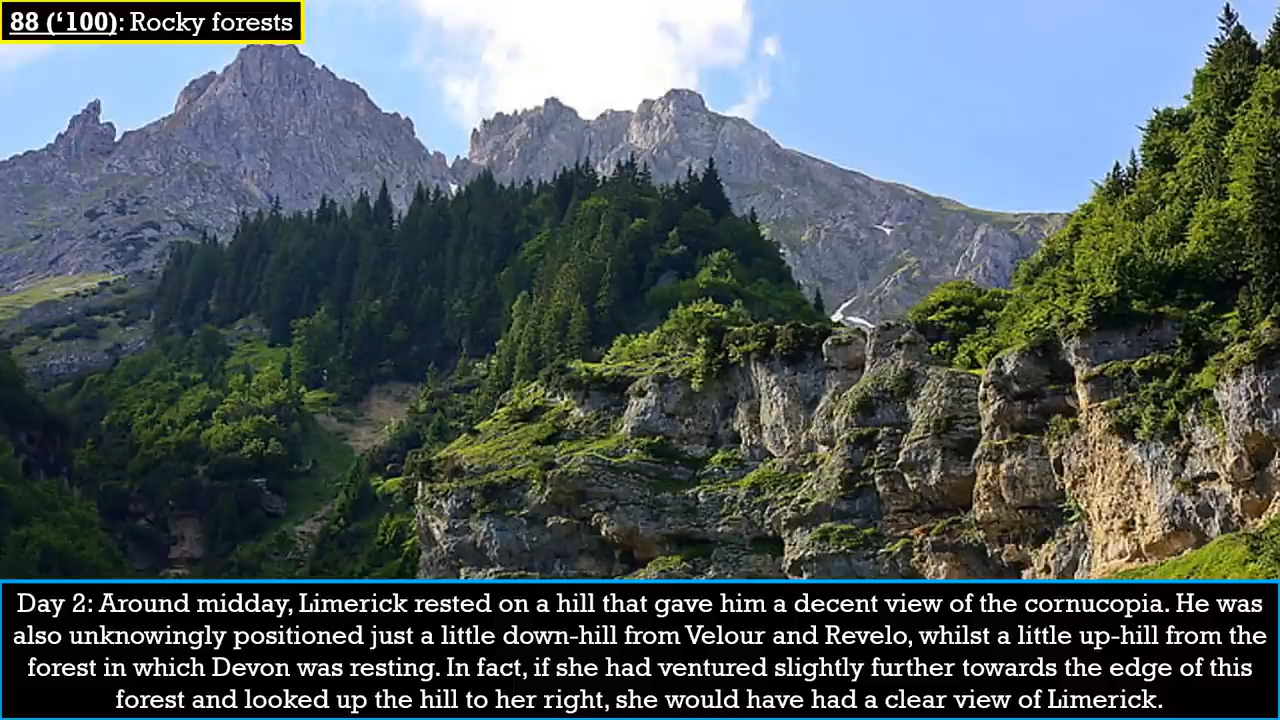 88 (‘100): Rocky forests
Day 2: Around midday, Limerick rested on a hill that gave him a decent view of the cornucopia. He was
also unknowingly positioned just a little down-hill from Velour and Revelo, whilst a little up-hill from the
forest in which Devon was resting. In fact, if she had ventured slightly further towards the edge of this
forest and looked up the hill to her right, she would have had a clear view of Limerick.